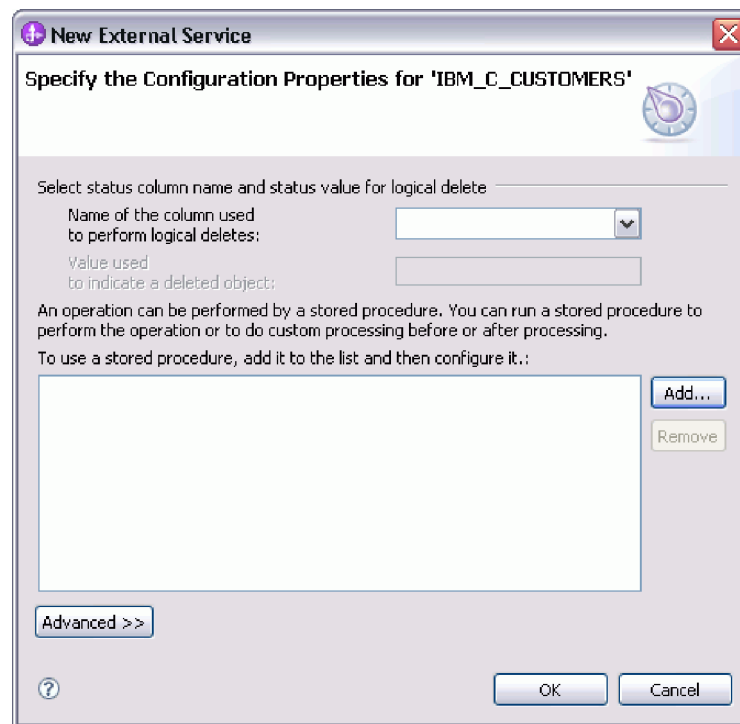 New External Service
Specify the Configuration Properties for 'IBM_C_CUSTOMERS'
Select status column name and status value for logical delete
Name of the column used
to perform logical deletes:
Value used
to indicate a deleted object:
An operation can be performed by a stored procedure. You can run a stored procedure to
perform the operation or to do custom processing before or after processing.
To use a stored procedure, add it to the list and then configure it.:
Add...
Remove
Advanced >>
?
OK
Cancel